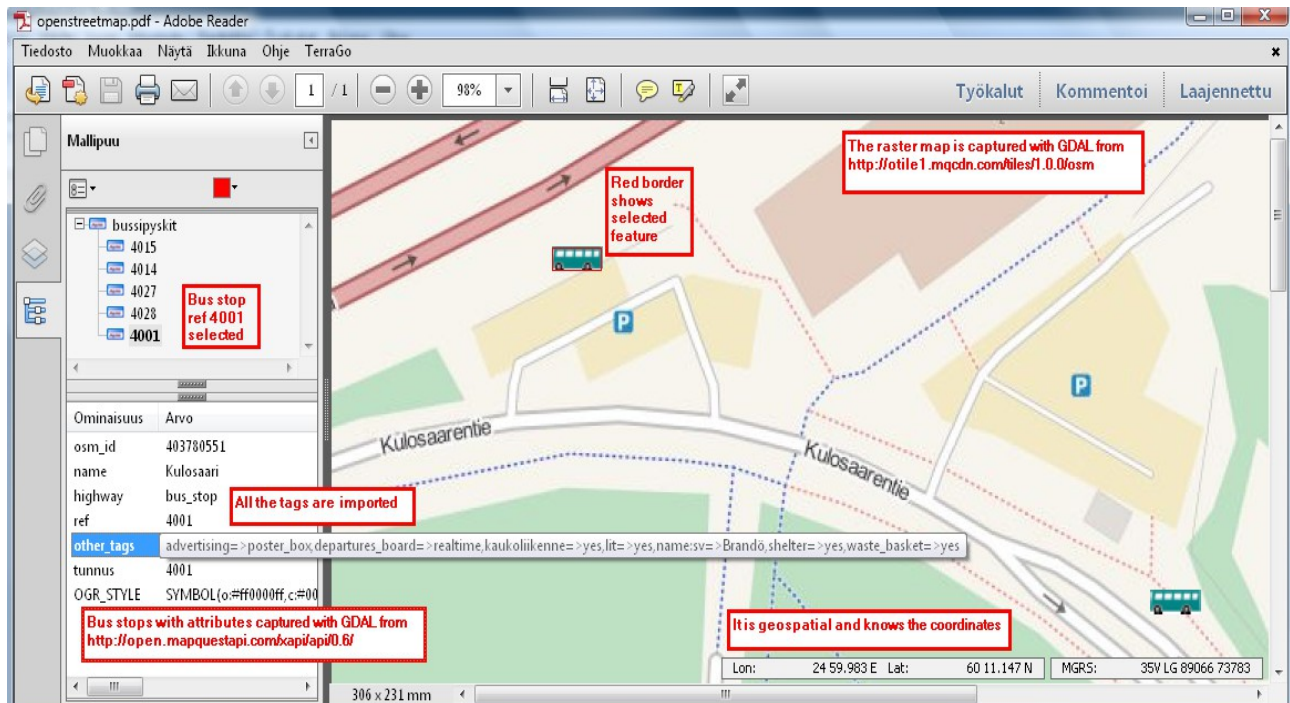 openstreetmap.pdf - Adobe Reader
Tiedosto Muokkaa Näytä Ikkuna Ohje TerraGo
1 / 1 98% Työkalut Kommentoi Laajennettu
Mallipuu
bussipyskit
4015
4014
4027
4028
4001
Bus stop
ref 4001
selected
Ominaisuus Arvo
osm_id 403780551
name Kulosaari
highway bus_stop
ref 4001
other_tags advertising=>poster_box,departures_board=>realtime,kaukoliikenne=>yes,lit=>yes,name:sv=>Brandö,shelter=>yes,waste_basket=>yes
tunnus 4001
OGR_STYLE SYMBOL(o:#ff0000ff,c:#00
All the tags are imported
Bus stops with attributes captured with GDAL from
http://open.mapquestapi.com/xapi/api/0.6/
The raster map is captured with GDAL from
http://otile1.mqcdn.com/tiles/1.0.0/osm
Red border
shows
selected
feature
P
P
Kulosaarentie
Kulosaarentie
It is geospatial and knows the coordinates
Lon: 24 59.983 E Lat: 60 11.147 N MGRS: 35V LG 89066 73783
306 x 231 mm